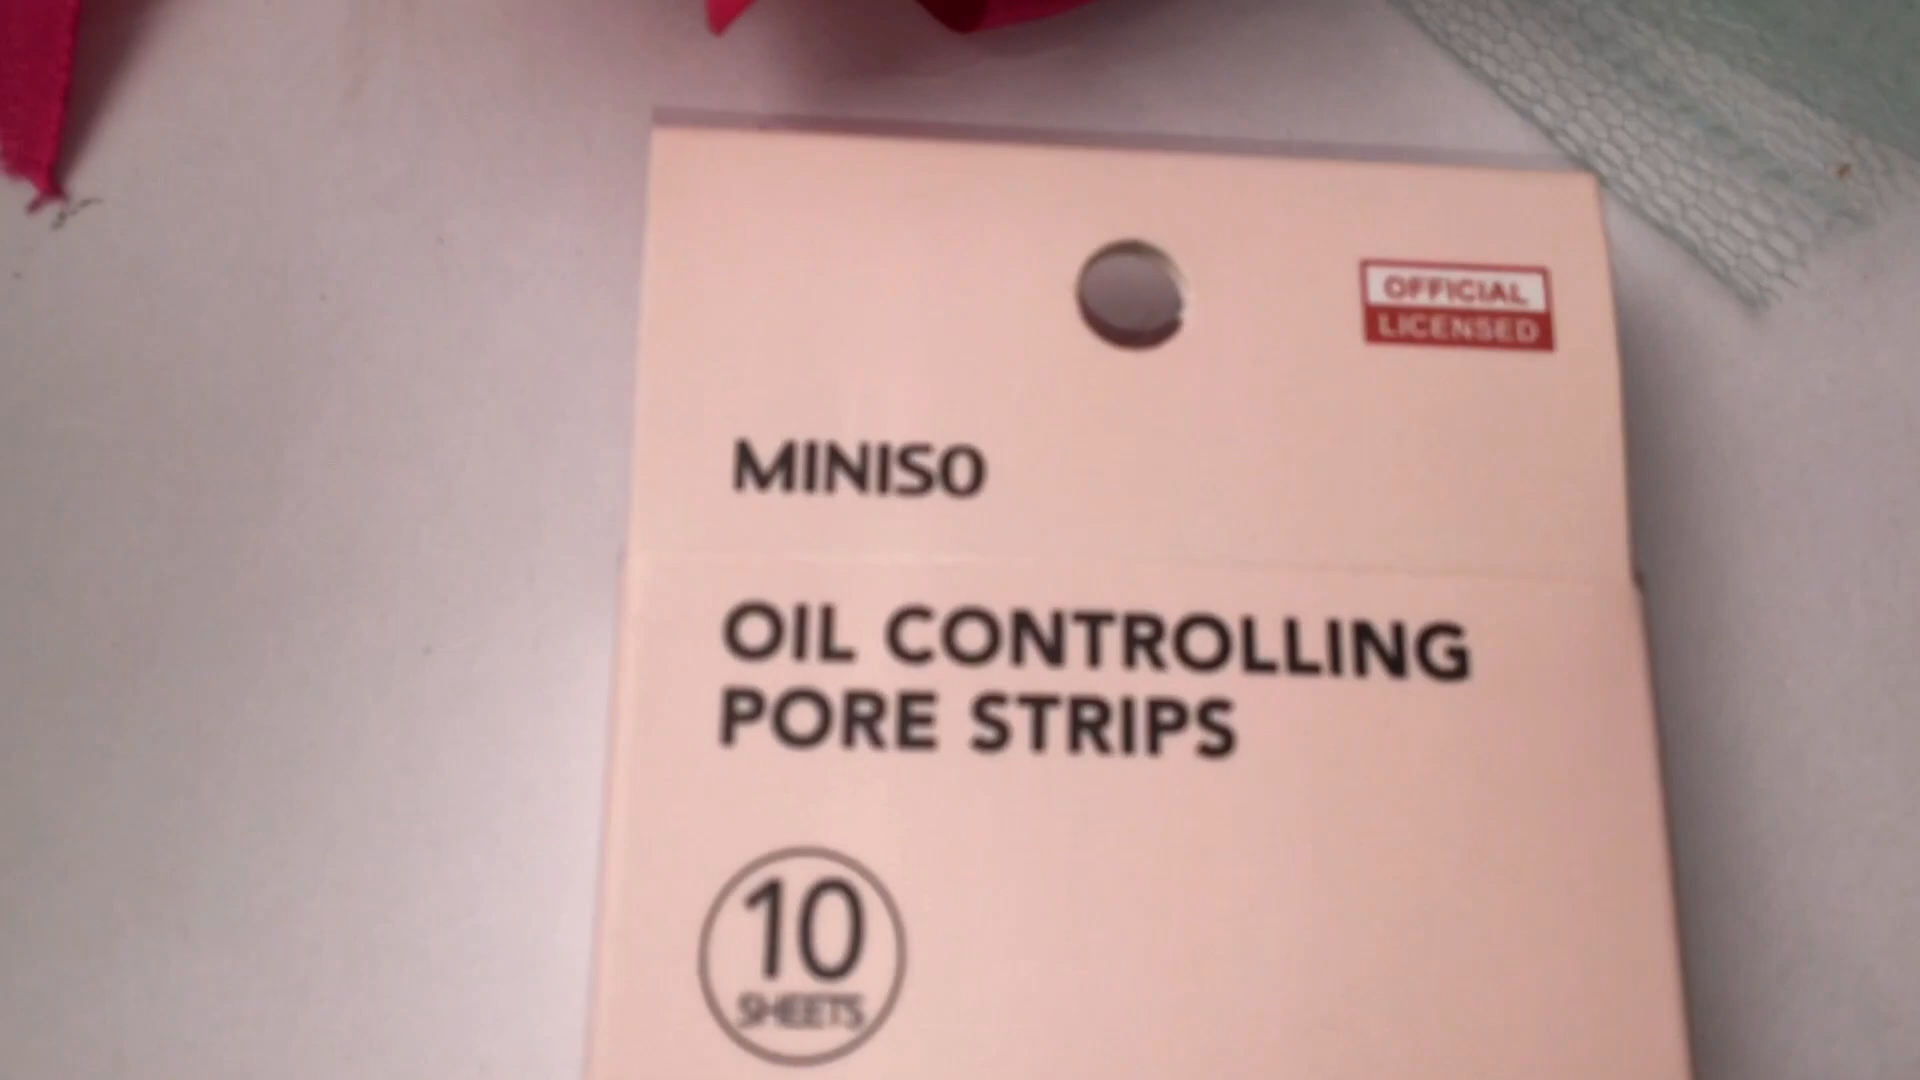 OFFICIAL
LICENSED
MINISO
OIL CONTROLLING
PORE STRIPS
10
SHEETS